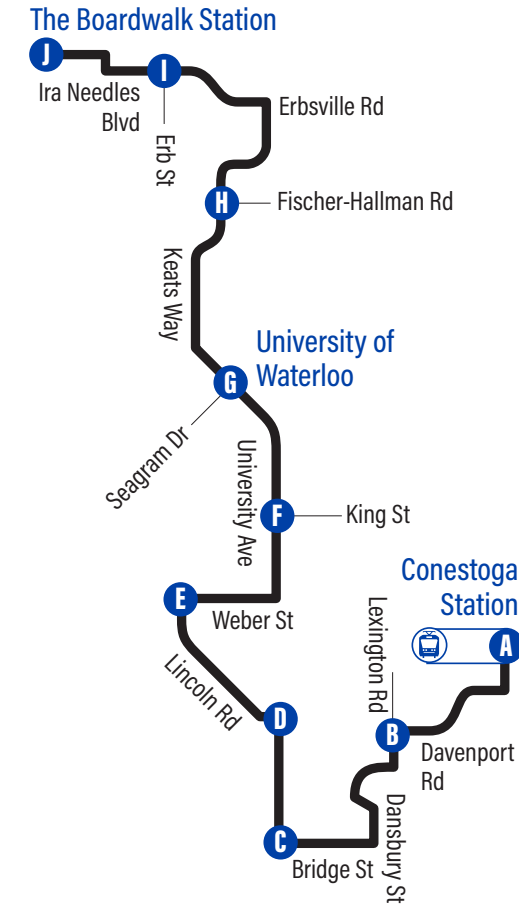 The Boardwalk Station
J
I
Ira Needles
Blvd
Erb St
Erbsville Rd
H
Fischer-Hallman Rd
Keats Way
University of
Waterloo
G
Seagram Dr
University Ave
F
King St
E
Weber St
Lincoln Rd
Conestoga
Station
A
Lexington Rd
D
B
Davenport
Rd
Dansbury St
C
Bridge St